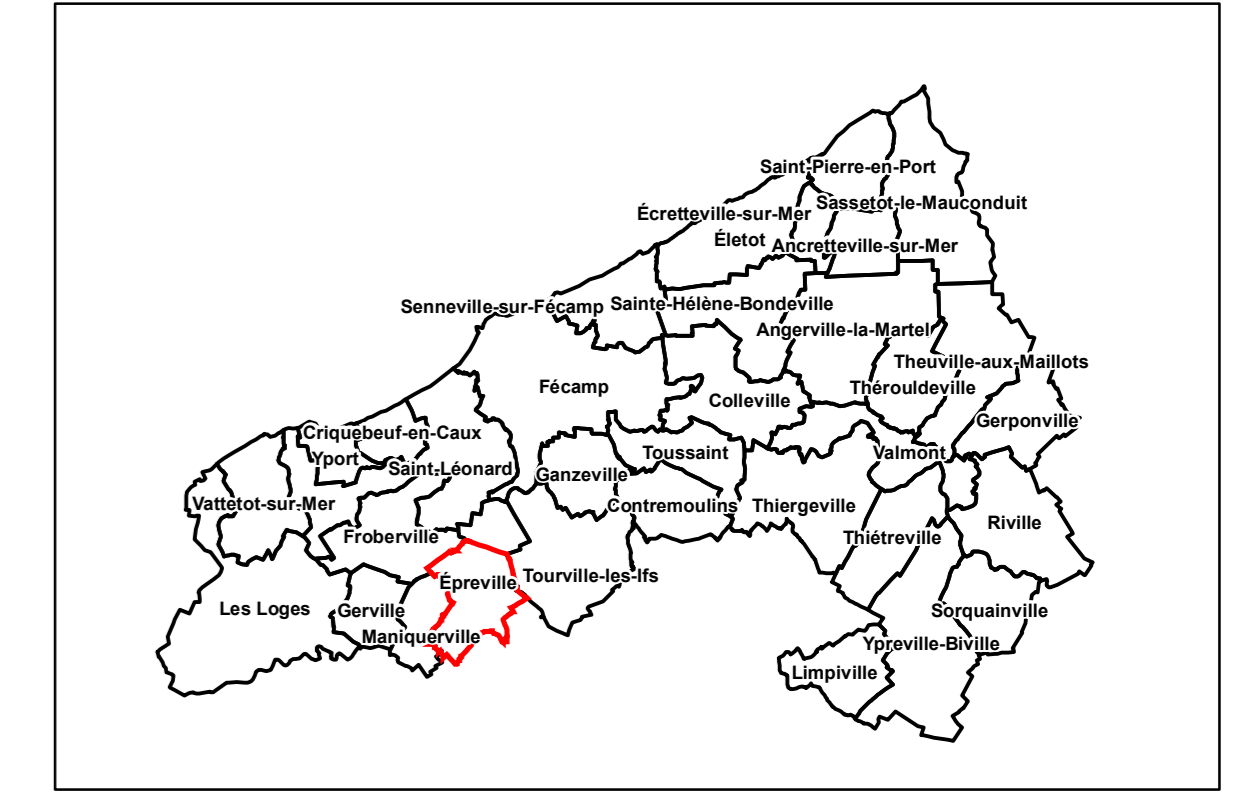 Saint-Pierre-en-Port
Sassetot-le-Mauconduit
Écretteville-sur-Mer
Életot
Ancretteville-sur-Mer
Senneville-sur-Fécamp
Sainte-Hélène-Bondeville
Angerville-la-Martel
Theuville-aux-Maillots
Fécamp
Thérouldeville
Colleville
Gerponville
Criquebeuf-en-Caux
Toussaint
Valmont
Yport
Saint-Léonard
Ganzeville
Vattetot-sur-Mer
Contremoulins
Thiergeville
Riville
Froberville
Thiétreville
Épreville
Tourville-les-Ifs
Les Loges
Gerville
Sorquainville
Maniquerville
Ypreville-Biville
Limpiville